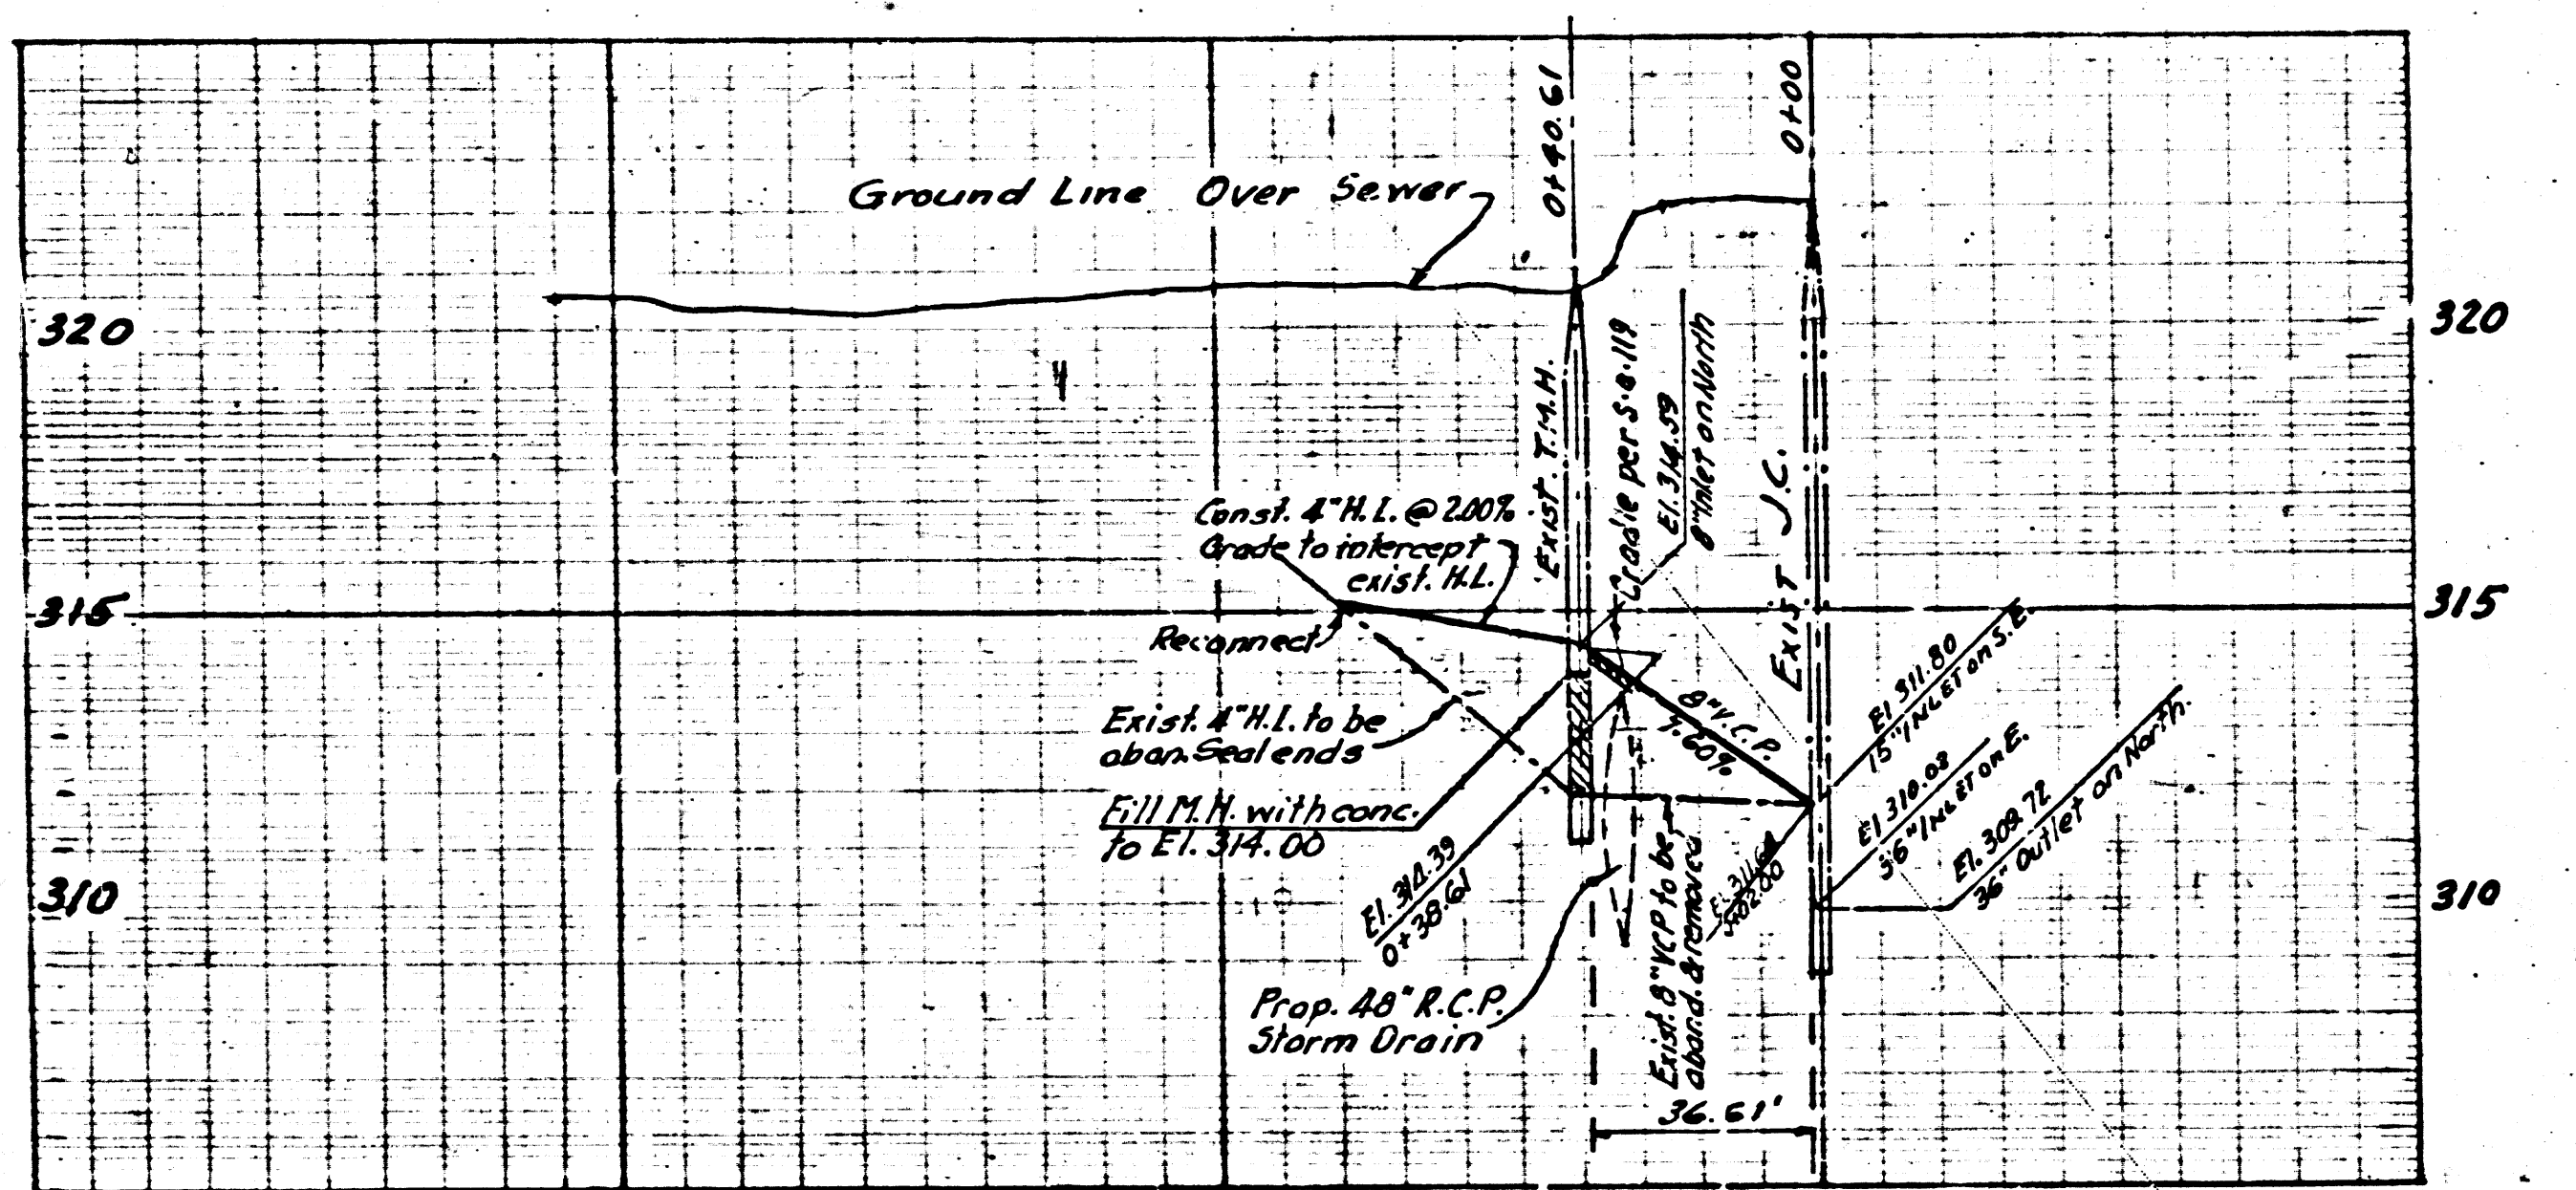 0+40.61
0+00
Ground Line Over Sewer
320
320
Exist. T.M.H.
Cradle per S-a-119
El. 314.59
8" Inlet on North
Exist J.C.
Const. 4" H.L. @ 2.00%
Grade to intercept
exist. H.L.
315
315
Reconnect
El 311.80
15" INLET on S.E.
8" V.C.P.
7.60%
Exist. 4" H.L. to be
aban. Seal ends
El 310.03
36" INLET ON E.
El. 309.72
36" Outlet on North.
Fill M.H. with conc.
to El. 314.00
310
310
El. 314.39
0+38.61
Exist. 8" VCP to be
aband. & removed
Prop. 48" R.C.P.
Storm Drain
36.61'